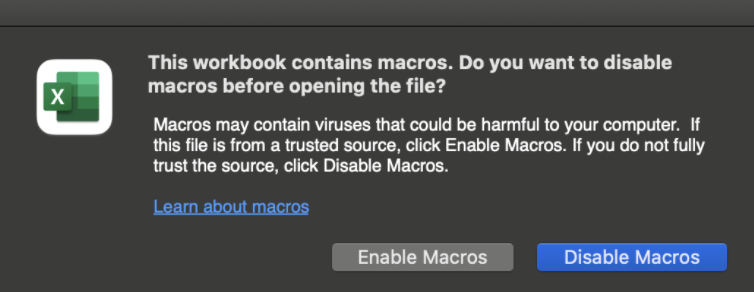 This workbook contains macros. Do you want to disable
macros before opening the file?
Macros may contain viruses that could be harmful to your computer.  If
this file is from a trusted source, click Enable Macros. If you do not fully
trust the source, click Disable Macros.
Learn about macros
X
Enable Macros
Disable Macros